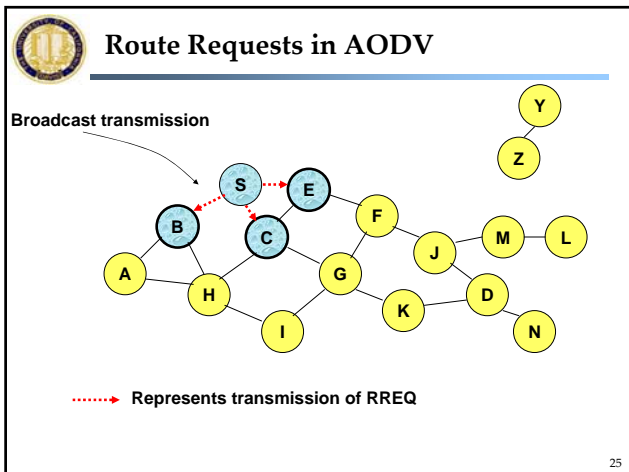 Route Requests in AODV
Broadcast transmission
Y
Z
S
E
B
C
F
J
M
L
A
H
G
I
K
D
N
Represents transmission of RREQ
25